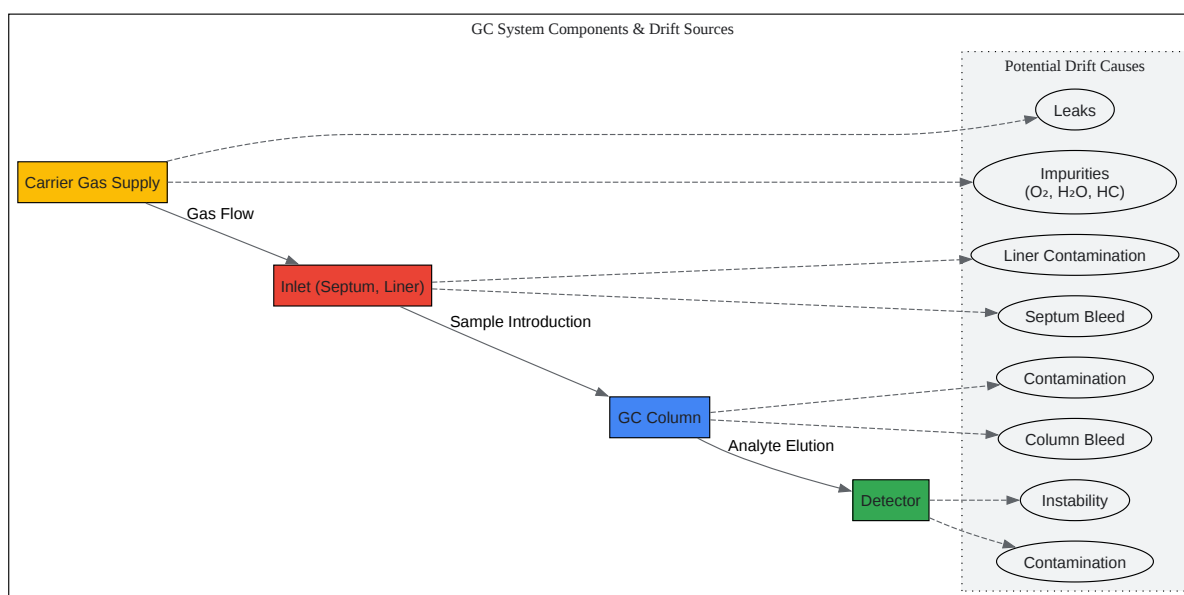 GC System Components & Drift Sources
Potential Drift Causes
Leaks
Carrier Gas Supply
Impurities
(O₂, H₂O, HC)
Gas Flow
Liner Contamination
Inlet (Septum, Liner)
Septum Bleed
Sample Introduction
Contamination
GC Column
Column Bleed
Analyte Elution
Detector
Instability
Contamination